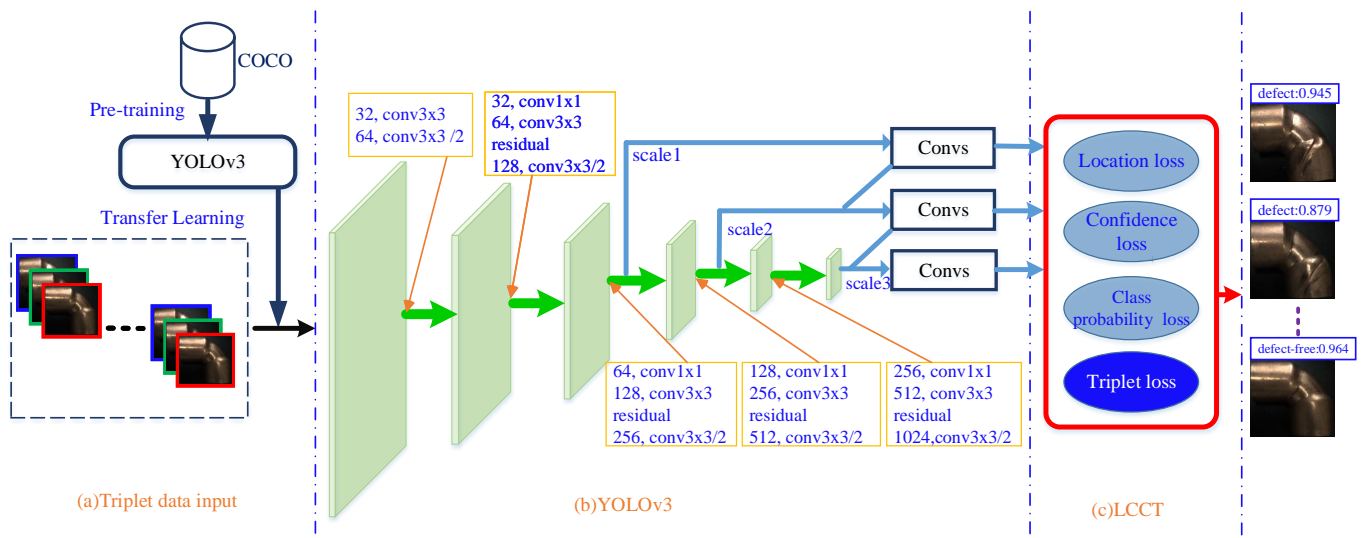 COCO
Pre-training
YOLOv3
Transfer Learning
(a)Triplet data input
32, conv3x3
64, conv3x3 /2
32, conv1x1
64, conv3x3
residual
128, conv3x3/2
scale1
scale2
scale3
Convs
Convs
Convs
64, conv1x1
128, conv3x3
residual
256, conv3x3/2
128, conv1x1
256, conv3x3
residual
512, conv3x3/2
256, conv1x1
512, conv3x3
residual
1024,conv3x3/2
(b)YOLOv3
Location loss
Confidence
loss
Class
probability loss
Triplet loss
(c)LCCT
defect:0.945
defect:0.879
defect-free:0.964